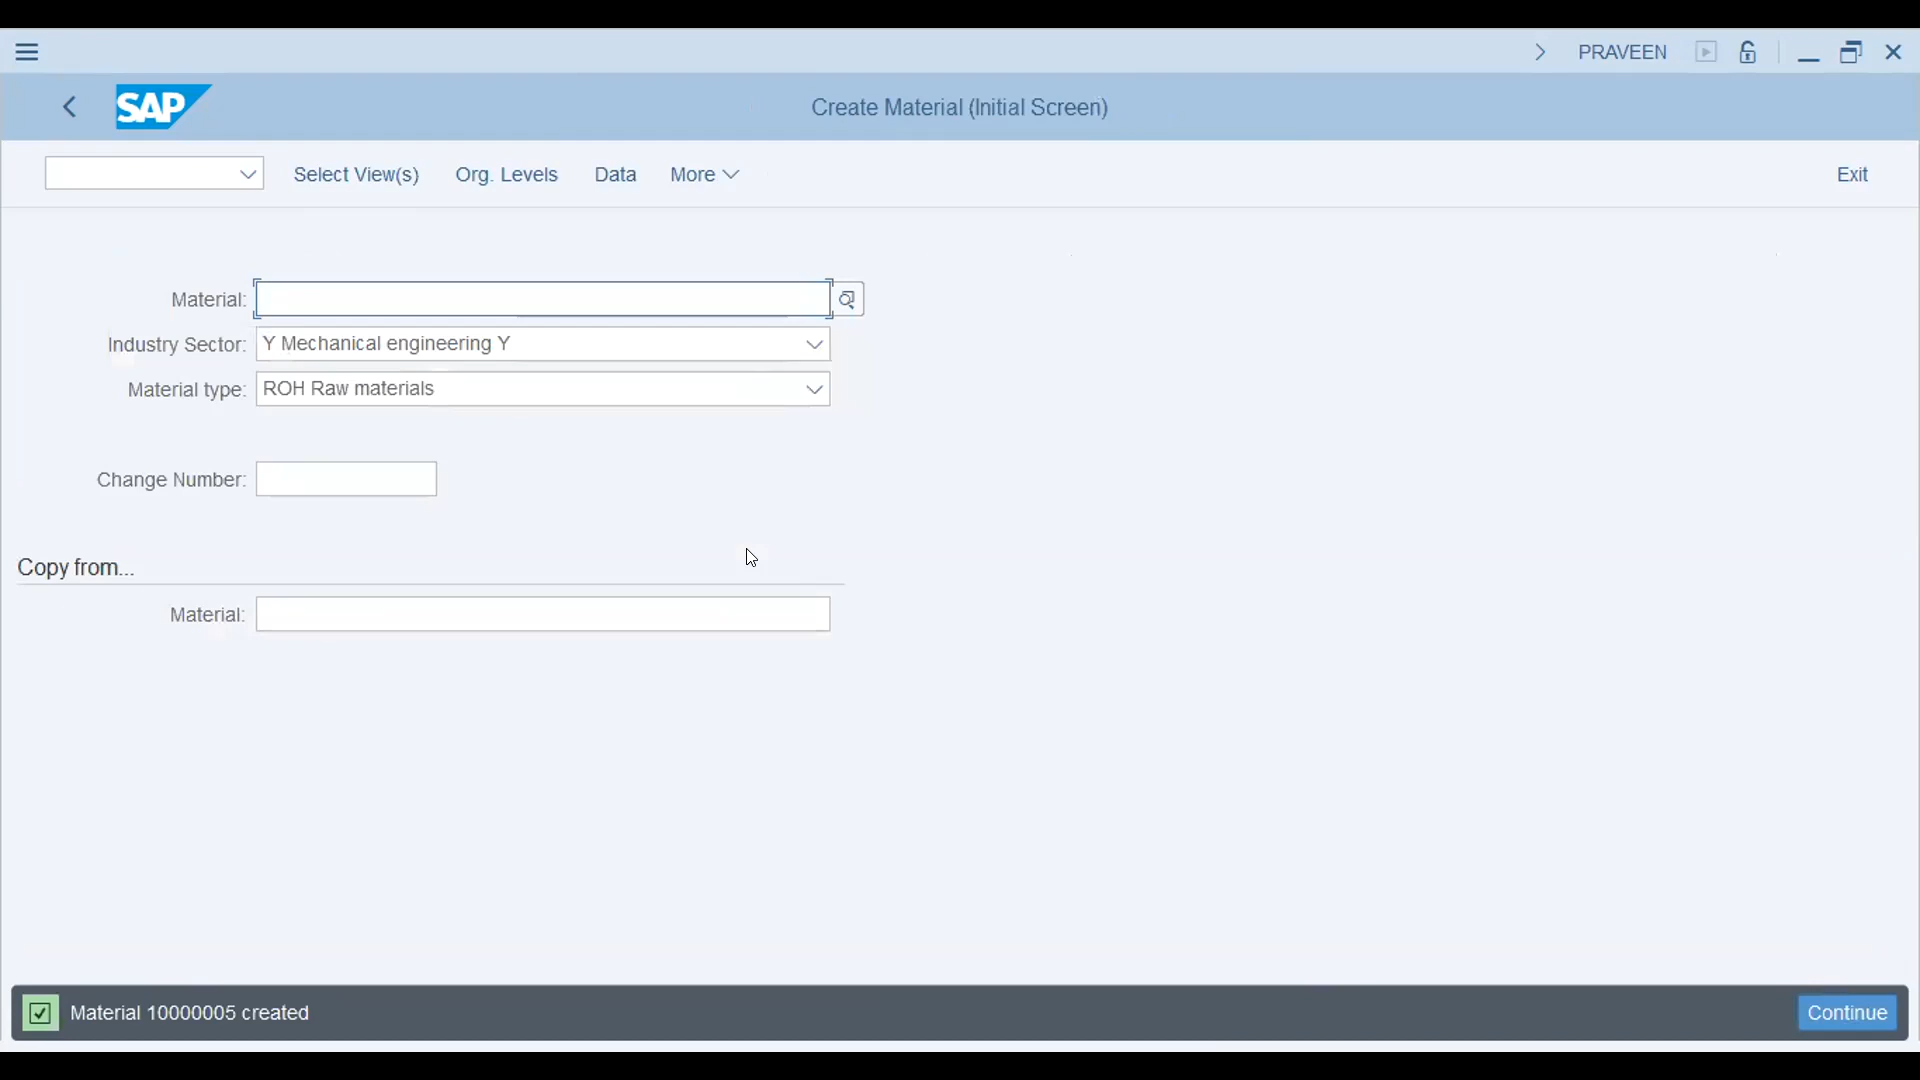 PRAVEEN
SAP
Create Material (Initial Screen)
Select View(s) Org. Levels Data More Exit
Material:
Industry Sector: Y Mechanical engineering Y
Material type: ROH Raw materials
Change Number:
Copy from...
Material:
Material 10000005 created Continue